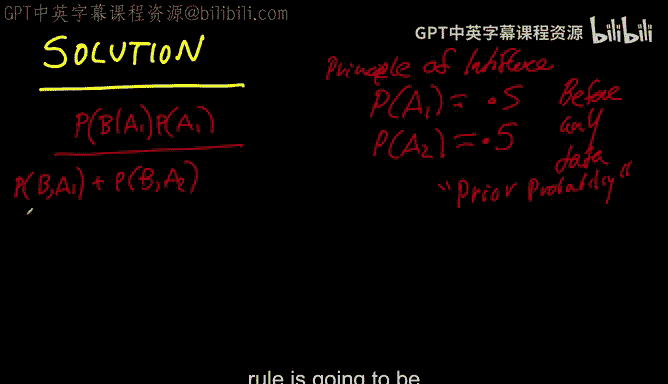 GPT中英字幕课程资源@bilibili.com
GPT中英字幕课程资源 bilibili
SOLUTION
P(B|A₁)P(A₁)
P(B,A₁) + P(B,A₂)
Principle of
P(A₁) = .5
P(A₂) = .5
Before
any
data
"Prior Probability"
rule is going to be